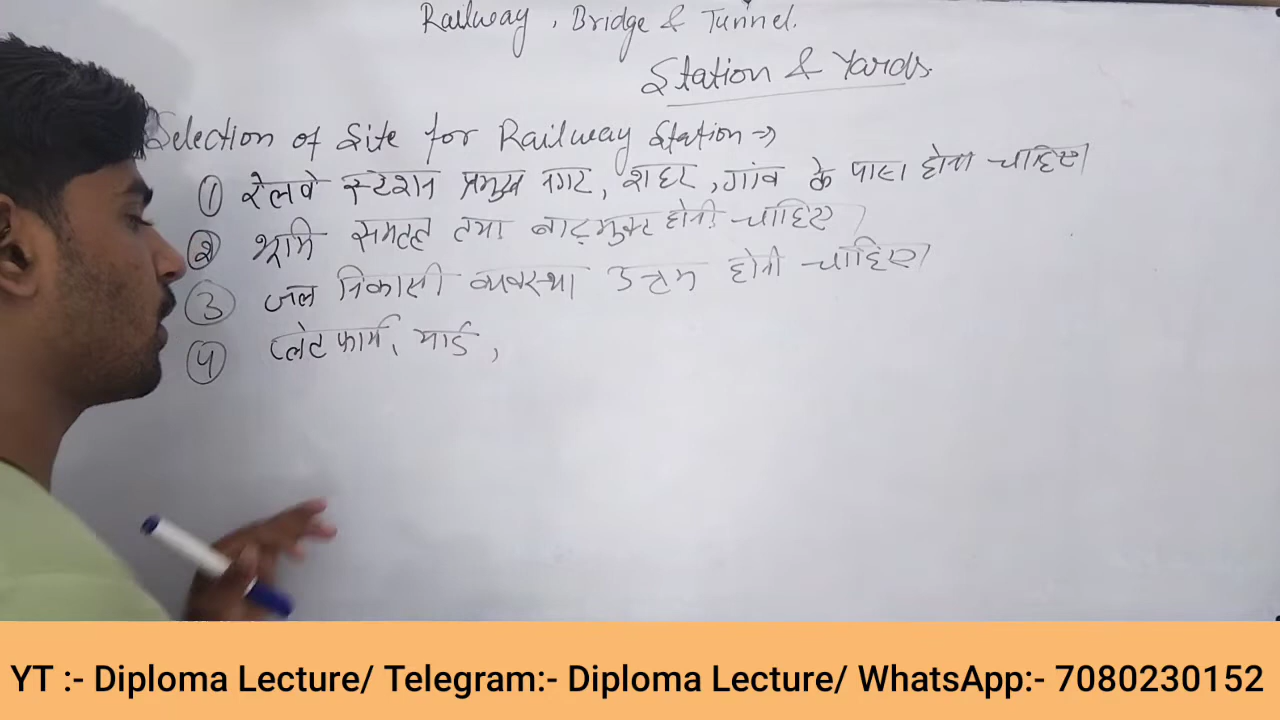 Railway, Bridge & Tunnel.
Station & Yards.
Selection of Site for Railway Station →
① रेलवे स्टेशन प्रमुख नगर, शहर, गांव के पास होना चाहिए।
② भूमि समतल तथा बाढ़मुक्त होनी चाहिए।
③ जल निकासी व्यवस्था उत्तम होनी चाहिए।
④ प्लेटफार्म, यार्ड,
YT :- Diploma Lecture/ Telegram:- Diploma Lecture/ WhatsApp:- 7080230152